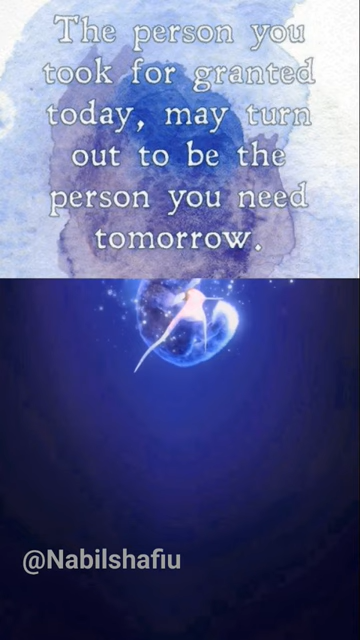 The person you
took for granted
today, may turn
out to be the
person you need
tomorrow.
@Nabilshafiu